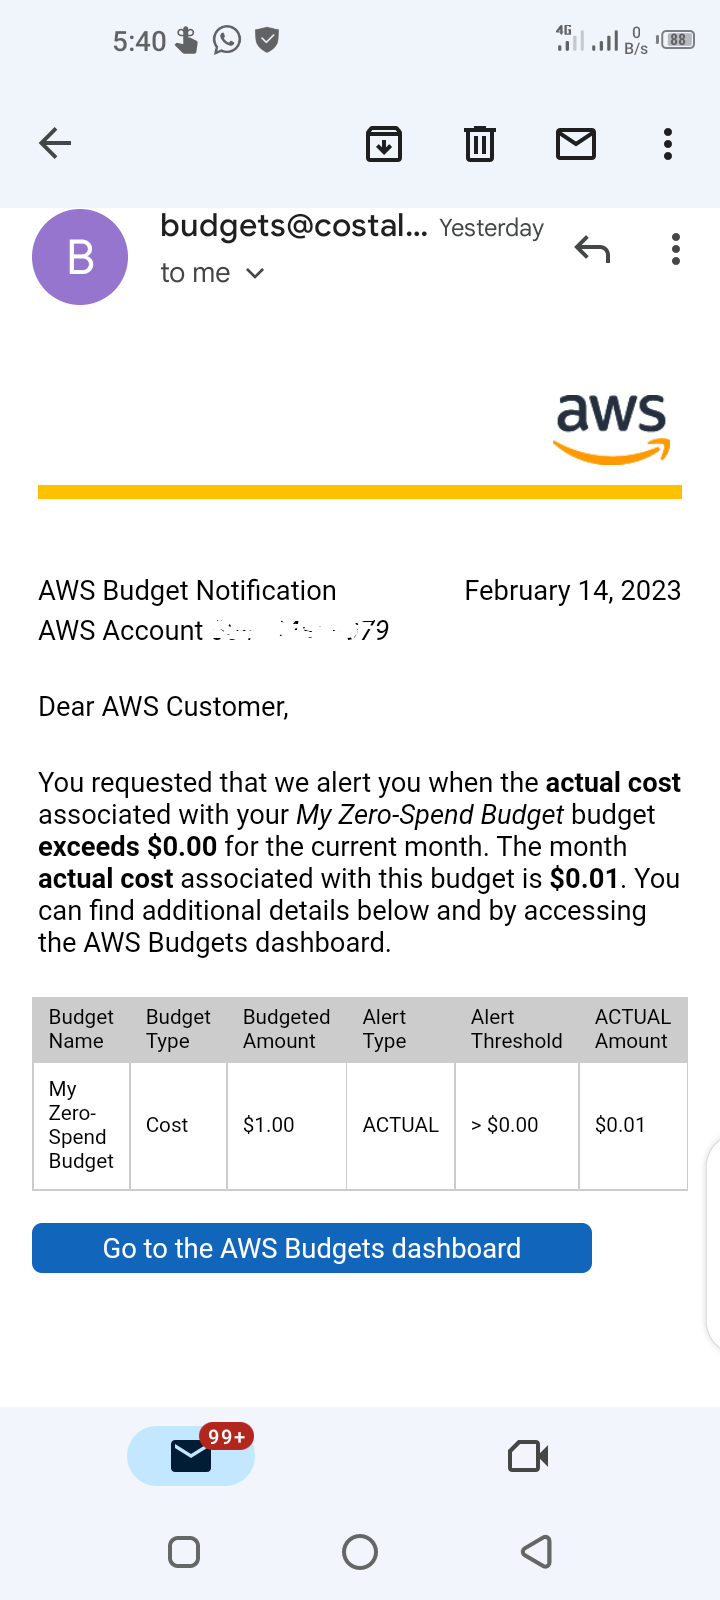 5:40
4G
0
B/s
88
budgets@costal... Yesterday
B
to me
aws
AWS Budget Notification February 14, 2023
AWS Account
Dear AWS Customer,
You requested that we alert you when the actual cost
associated with your My Zero-Spend Budget budget
exceeds $0.00 for the current month. The month
actual cost associated with this budget is $0.01. You
can find additional details below and by accessing
the AWS Budgets dashboard.
Budget Budget Budgeted Alert Alert ACTUAL
Name Type Amount Type Threshold Amount
My
Zero-
Spend
Budget
Cost $1.00 ACTUAL > $0.00 $0.01
Go to the AWS Budgets dashboard
99+